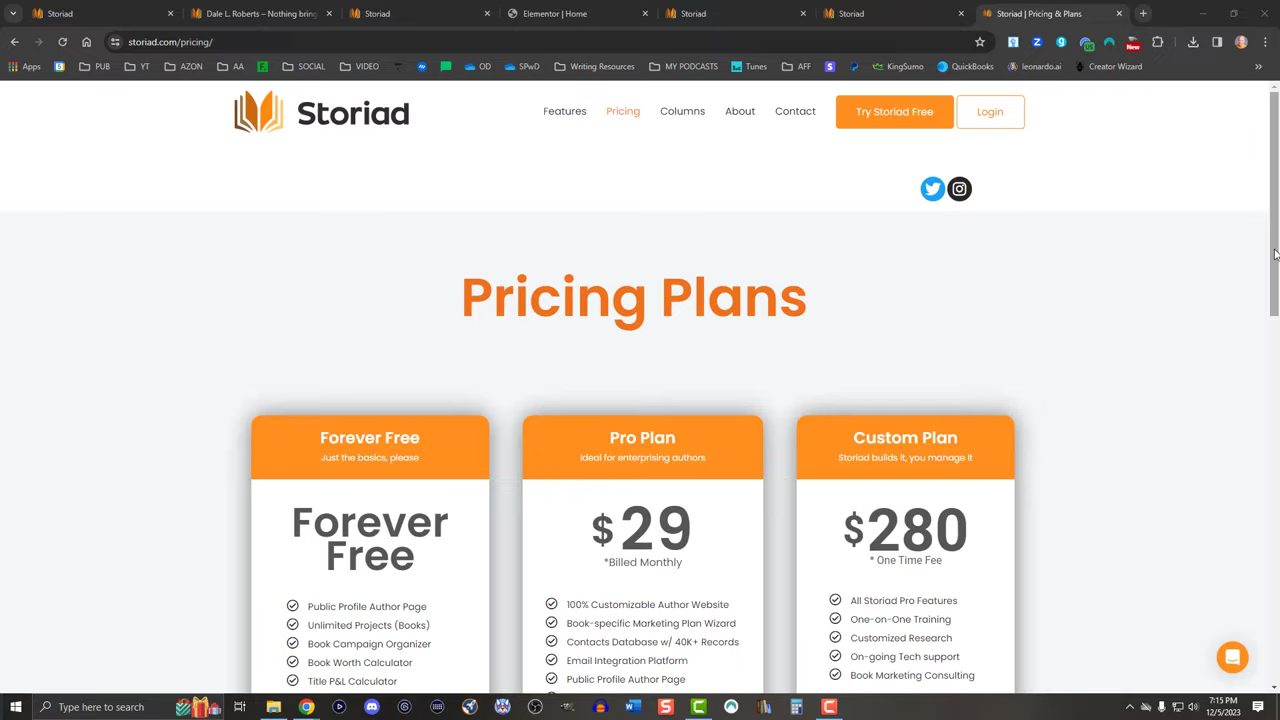 Storiad
Dale L. Roberts – Nothing bring
Storiad
Elementor | Home
Storiad
Storiad
Storiad | Pricing & Plans
storiad.com/pricing/
New
Apps
PUB
YT
AZON
AA
SOCIAL
VIDEO
OD
SPwD
Writing Resources
MY PODCASTS
Tunes
AFF
KingSumo
QuickBooks
leonardo.ai
Creator Wizard
Storiad
Features
Pricing
Columns
About
Contact
Try Storiad Free
Login
Pricing Plans
Forever Free
Just the basics, please
Forever
Free
Public Profile Author Page
Unlimited Projects (Books)
Book Campaign Organizer
Book Worth Calculator
Title P&L Calculator
Pro Plan
Ideal for enterprising authors
$29
*Billed Monthly
100% Customizable Author Website
Book-specific Marketing Plan Wizard
Contacts Database w/ 40K+ Records
Email Integration Platform
Public Profile Author Page
Custom Plan
Storiad builds it, you manage it
$280
* One Time Fee
All Storiad Pro Features
One-on-One Training
Customized Research
On-going Tech support
Book Marketing Consulting
Type here to search
7:15 PM
12/5/2023